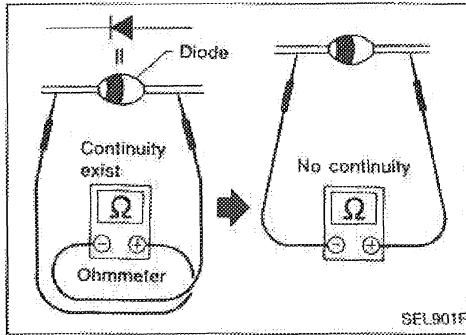 Diode
Continuity
exist
Ω
− +
Ohmmeter
No continuity
Ω
− +
SEL901F